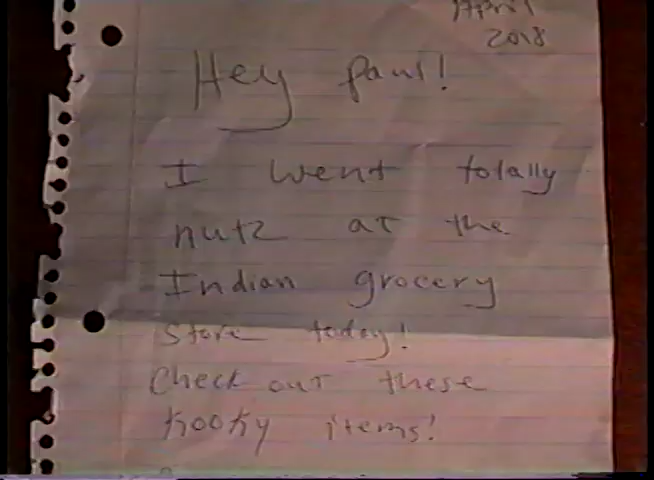 April
2018
Hey Paul!
I went totally
nutz at the
Indian grocery
store today!
Check out these
kooky items!